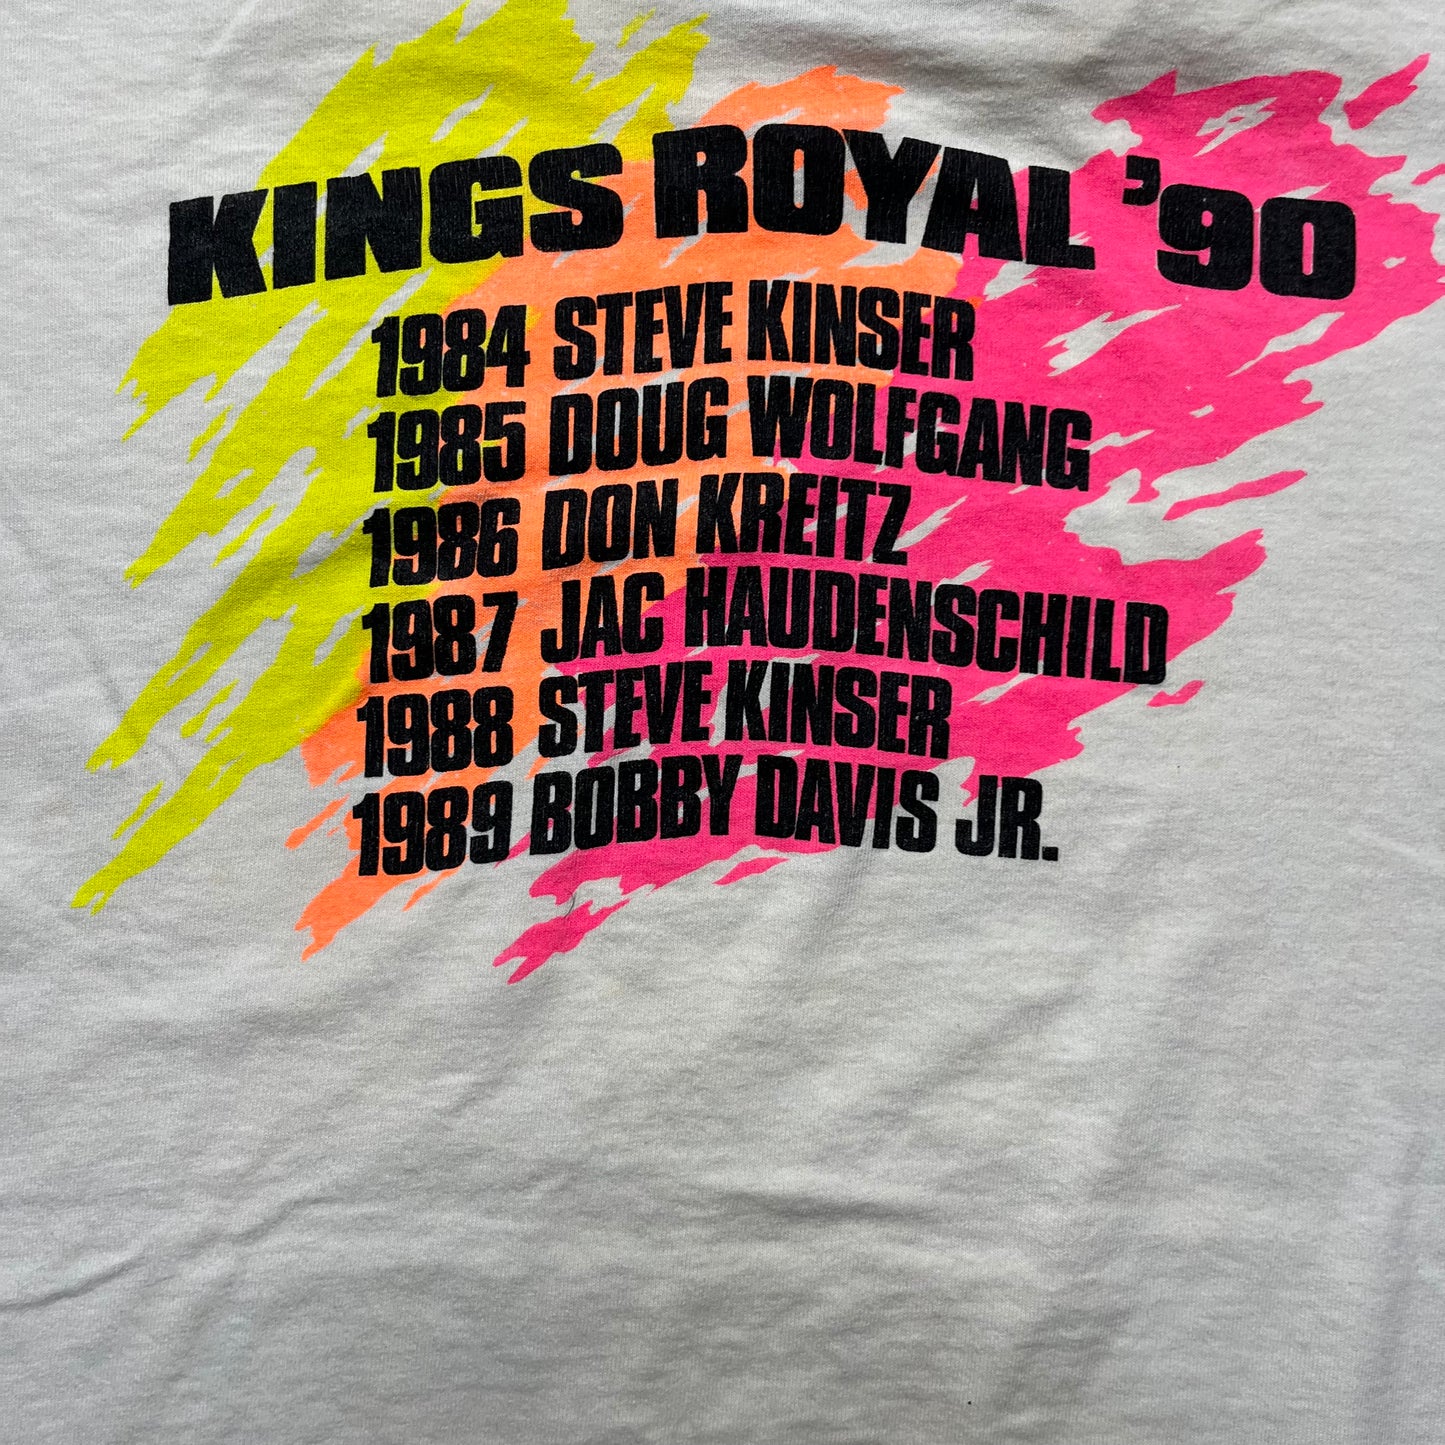 KINGS ROYAL '90
1984 STEVE KINSER
1985 DOUG WOLFGANG
1986 DON KREITZ
1987 JAC HAUDENSCHILD
1988 STEVE KINSER
1989 BOBBY DAVIS JR.